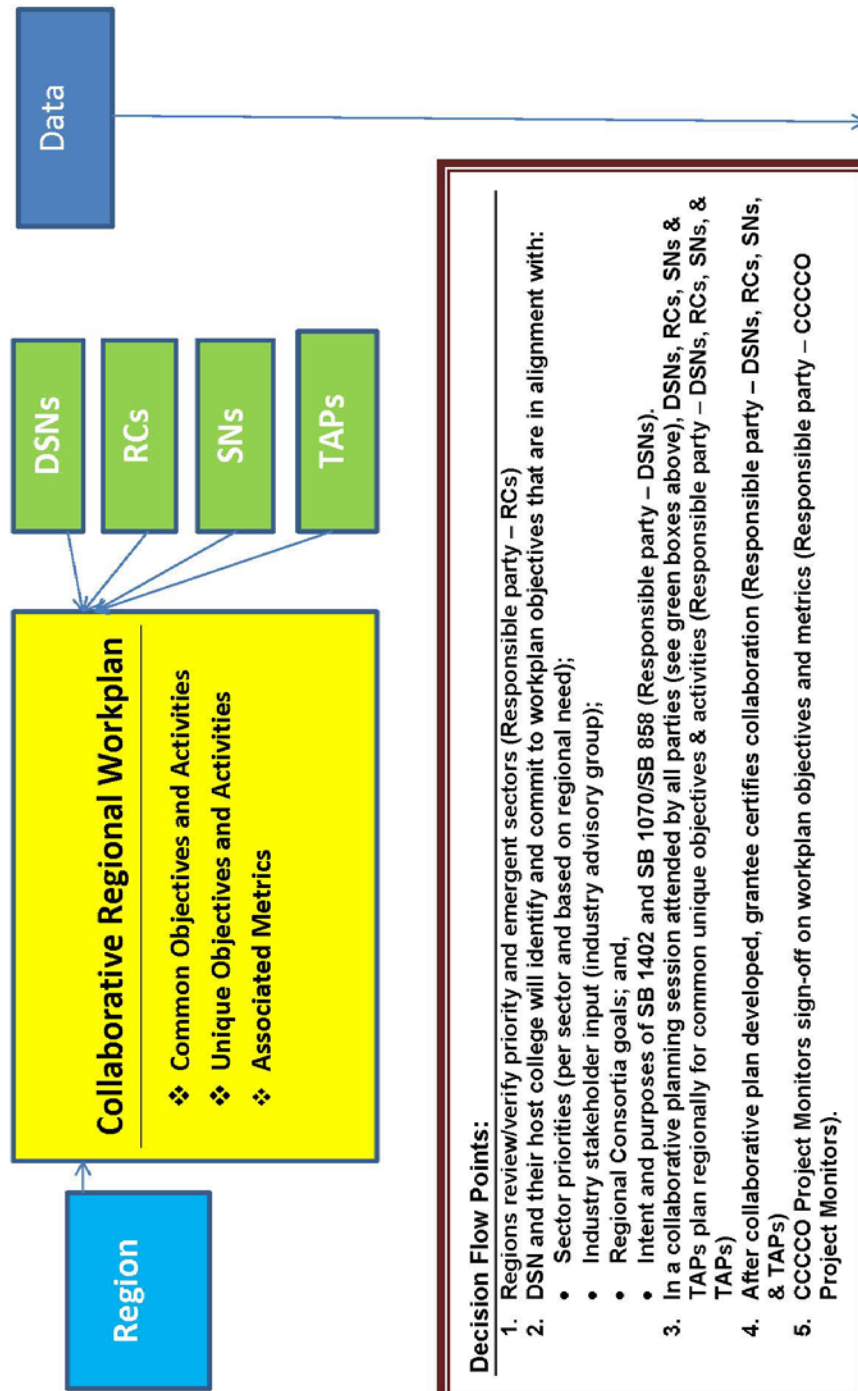 Region
Collaborative Regional Workplan
❖ Common Objectives and Activities
❖ Unique Objectives and Activities
❖ Associated Metrics
DSNs
RCs
SNs
TAPs
Data
Decision Flow Points:
1. Regions review/verify priority and emergent sectors (Responsible party – RCs)
2. DSN and their host college will identify and commit to workplan objectives that are in alignment with:
• Sector priorities (per sector and based on regional need);
• Industry stakeholder input (industry advisory group);
• Regional Consortia goals; and,
• Intent and purposes of SB 1402 and SB 1070/SB 858 (Responsible party – DSNs).
3. In a collaborative planning session attended by all parties (see green boxes above), DSNs, RCs, SNs &
TAPs plan regionally for common unique objectives & activities (Responsible party – DSNs, RCs, SNs, &
TAPs)
4. After collaborative plan developed, grantee certifies collaboration (Responsible party – DSNs, RCs, SNs,
& TAPs)
5. CCCCO Project Monitors sign-off on workplan objectives and metrics (Responsible party – CCCCO
Project Monitors).